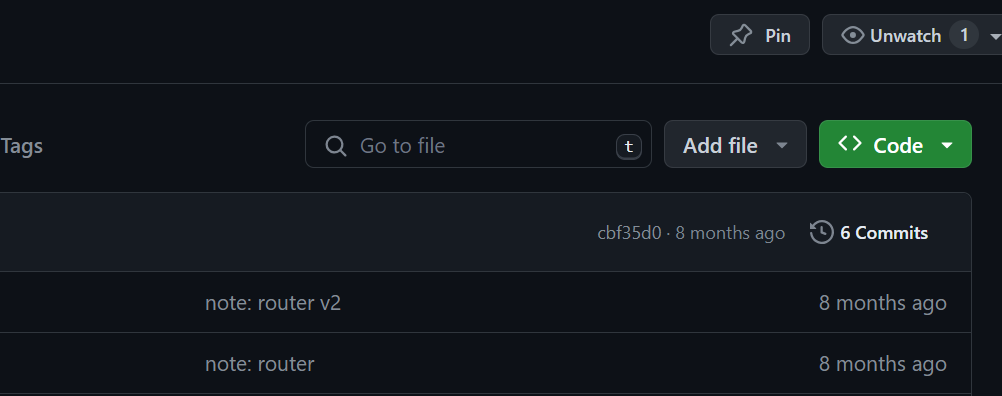 Pin Unwatch 1
Tags Go to file t Add file Code
cbf35d0 · 8 months ago 6 Commits
note: router v2 8 months ago
note: router 8 months ago